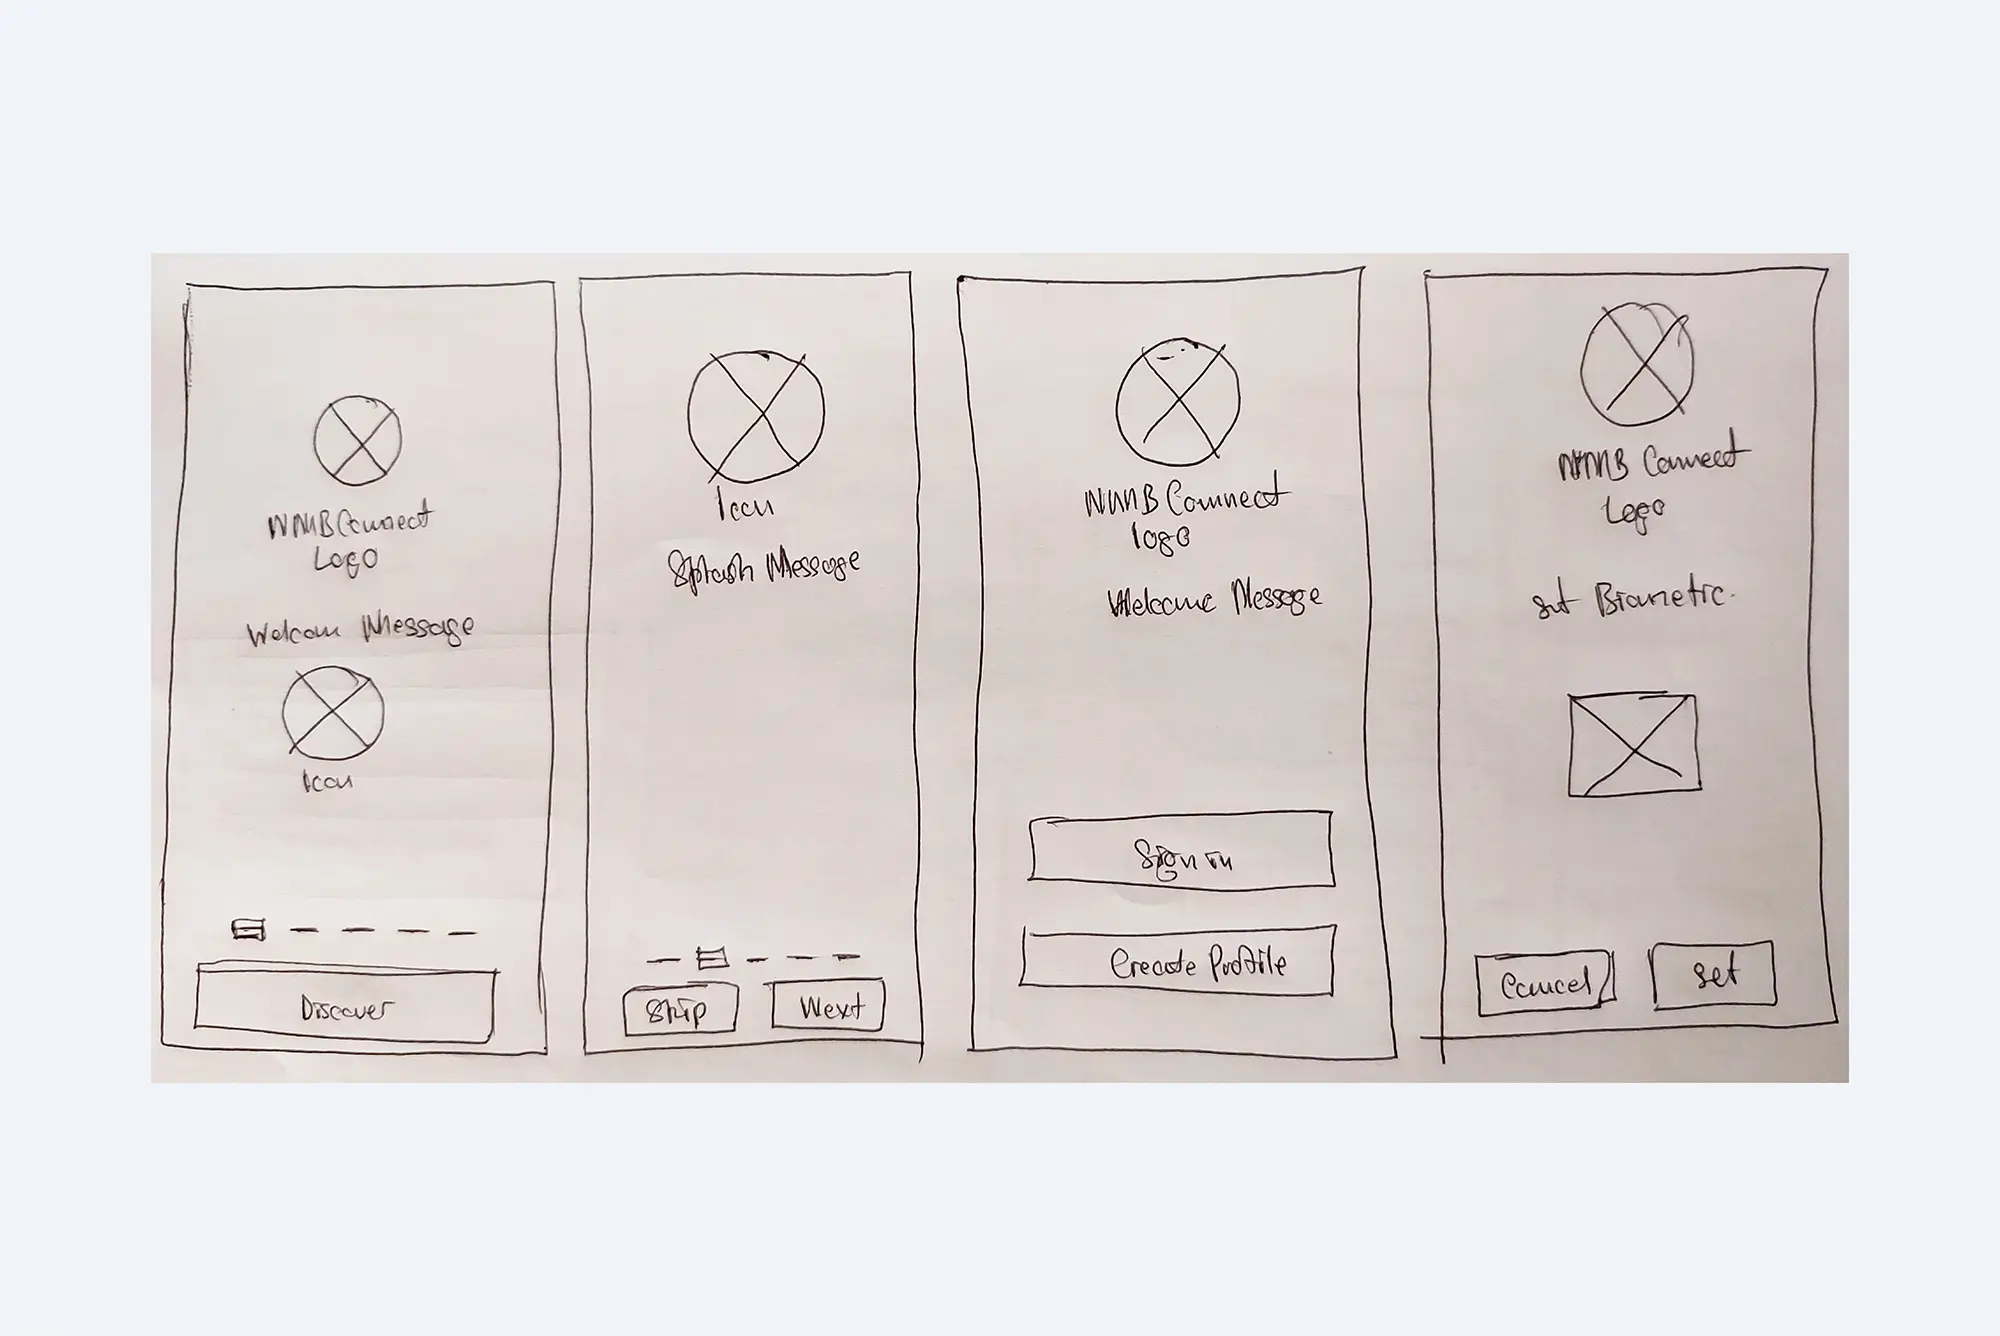 NMB Connect
Logo
Welcom Message
Icon
Discover
Icon
Splash Message
Skip
Next
NMB Connect
logo
Welcome Message
Sign in
Create Profile
NMB Connect
Logo
set Biometric.
Cancel
set